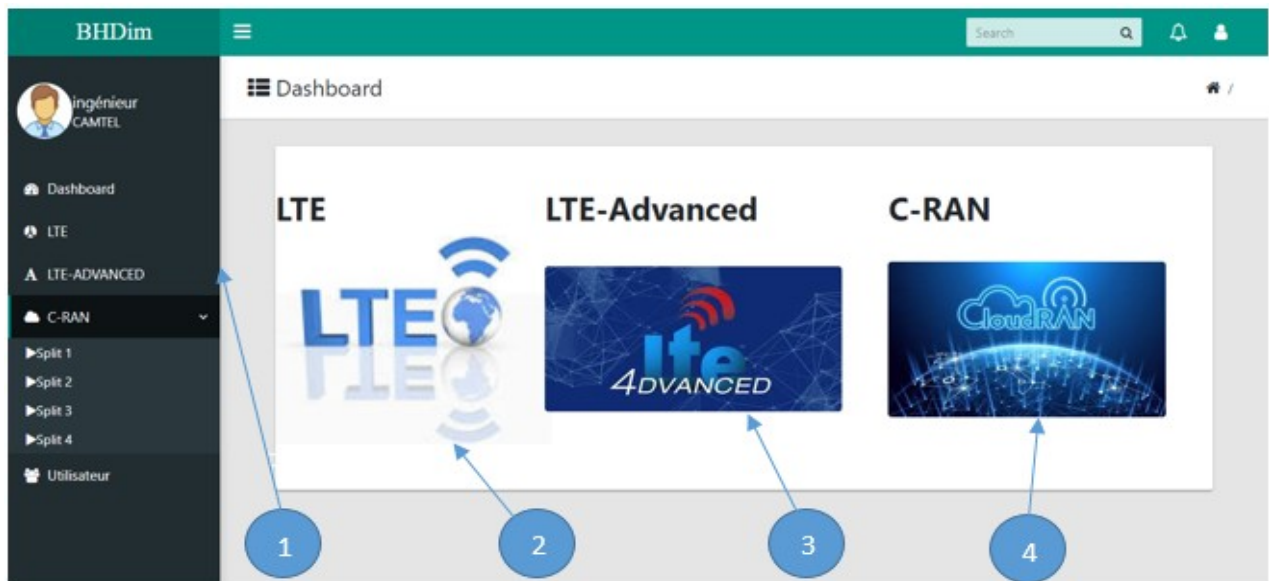 BHDim
Search
ingénieur
CAMTEL
Dashboard
/
Dashboard
LTE
LTE-ADVANCED
C-RAN
Split 1
Split 2
Split 3
Split 4
Utilisateur
LTE
LTE-Advanced
C-RAN
LTE
LTE
lte
4DVANCED
CloudRAN
1
2
3
4